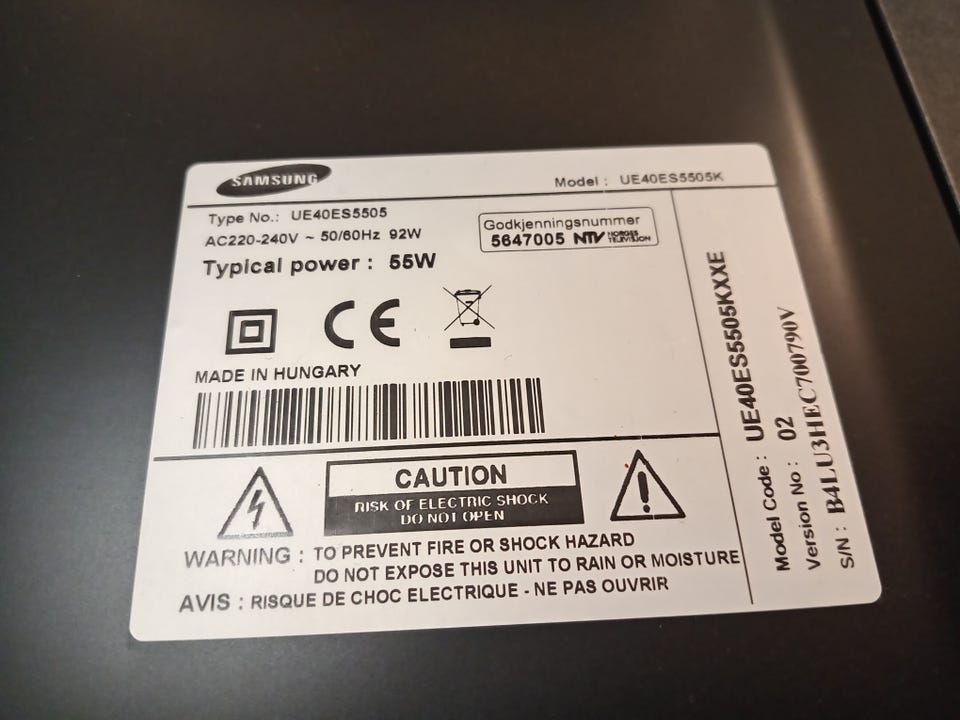 SAMSUNG
Model : UE40ES5505K
Type No.: UE40ES5505
AC220-240V ~ 50/60Hz 92W
Typical power : 55W
Godkjenningsnummer
5647005 NTV NORGES TELEVISJON
CE
MADE IN HUNGARY
CAUTION
RISK OF ELECTRIC SHOCK
DO NOT OPEN
WARNING : TO PREVENT FIRE OR SHOCK HAZARD
DO NOT EXPOSE THIS UNIT TO RAIN OR MOISTURE
AVIS : RISQUE DE CHOC ELECTRIQUE - NE PAS OUVRIR
Model Code : UE40ES5505KXXE
Version No : 02
S/N : B4LU3HEC700790V